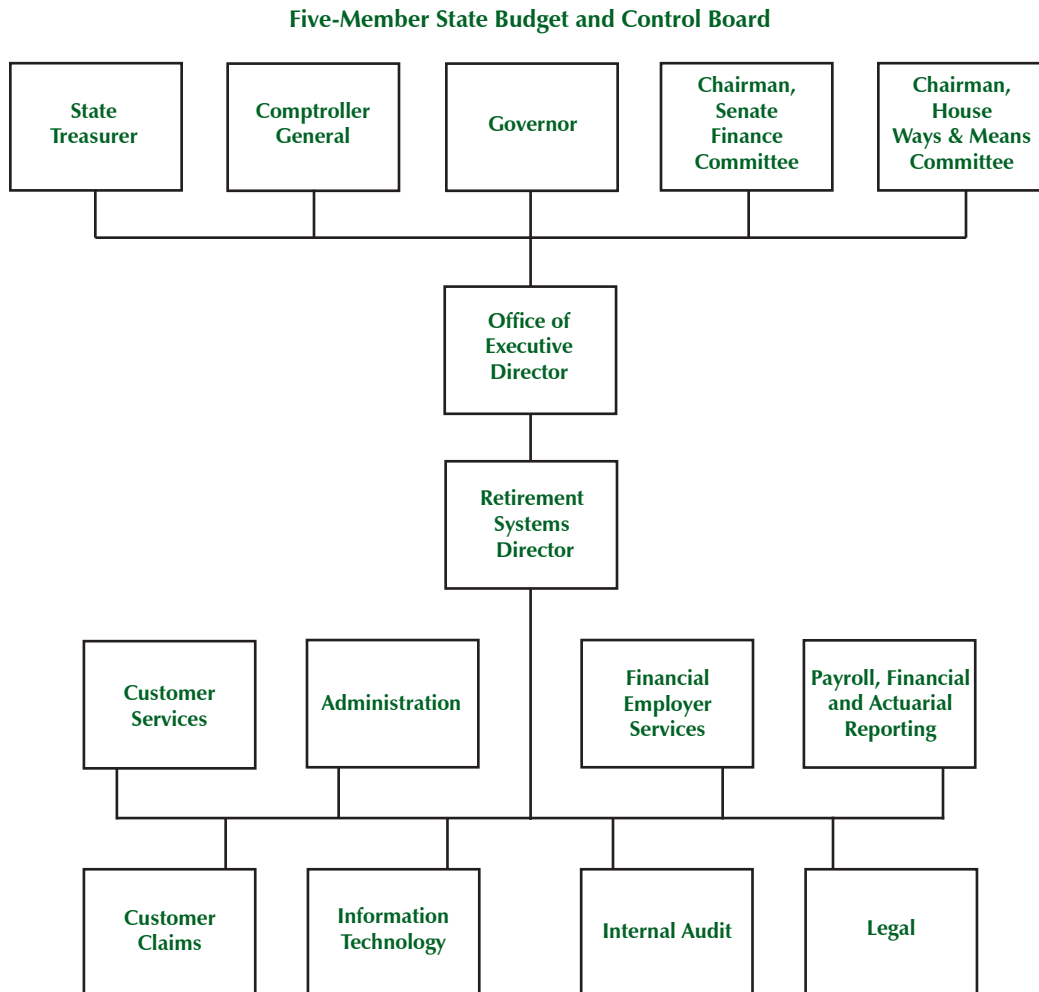 Five-Member State Budget and Control Board
State
Treasurer
Comptroller
General
Governor
Chairman,
Senate
Finance
Committee
Chairman,
House
Ways & Means
Committee
Office of
Executive
Director
Retirement
Systems
Director
Customer
Services
Administration
Financial
Employer
Services
Payroll, Financial
and Actuarial
Reporting
Customer
Claims
Information
Technology
Internal Audit
Legal